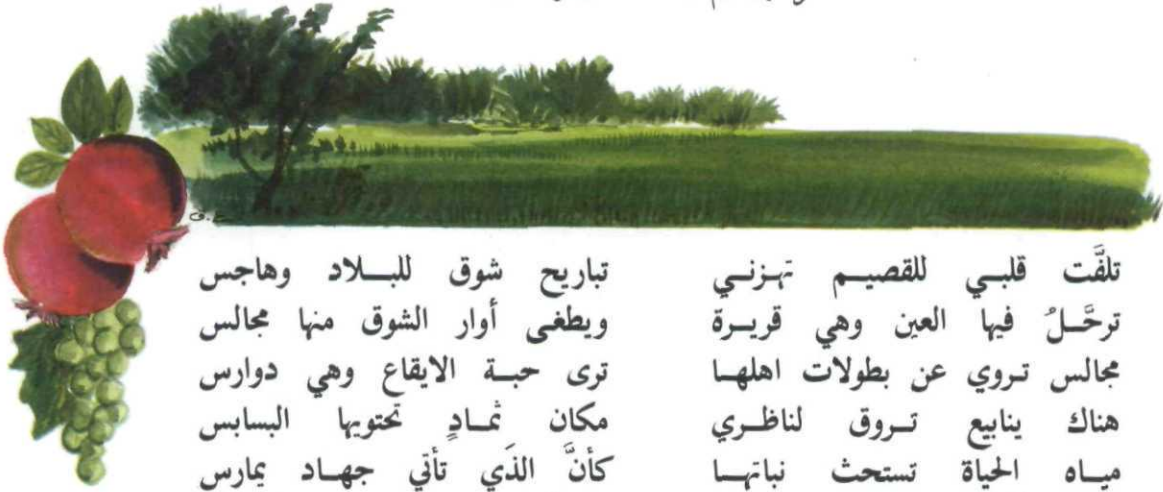 تلفَّت قلبي للقصيم تهزني تباريح شوق للبلاد وهاجس
ترحَّلُ فيها العين وهي قريرة ويطغى أوار الشوق منها مجالس
مجالس تروي عن بطولات اهلها ترى حبة الايقاع وهي دوارس
هناك ينابيع تروق لناظري مكان ثمادٍ تحتويها البسابس
مياه الحياة تستحث نباتها كأنَّ الذَي تأتي جهاد يمارس